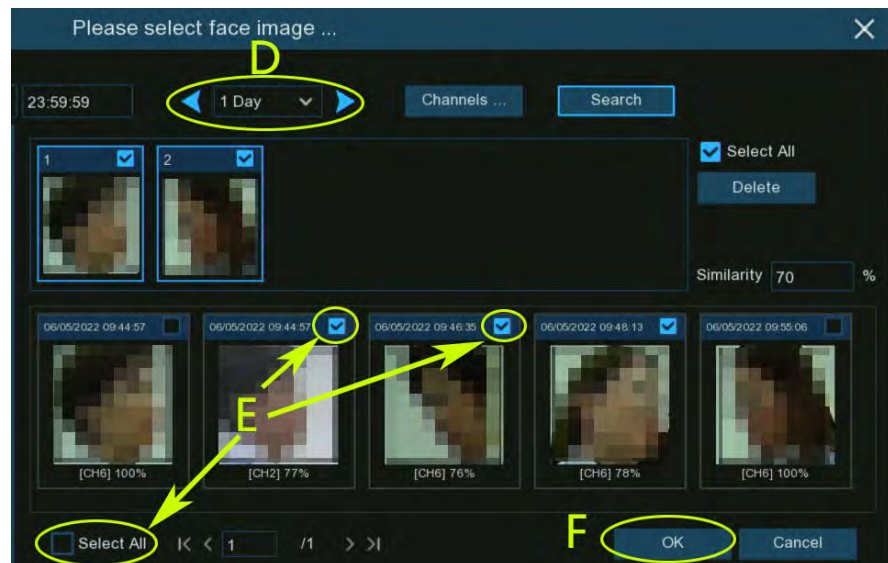 Please select face image ...
D
23:59:59 1 Day Channels ... Search
1 2
Select All
Delete
Similarity 70 %
06/05/2022 09:44:57 06/05/2022 09:44:57 06/05/2022 09:46:35 06/05/2022 09:48:13 06/05/2022 09:55:06
E
[CH6] 100% [CH2] 77% [CH6] 76% [CH6] 78% [CH6] 100%
Select All 1 /1 F OK Cancel